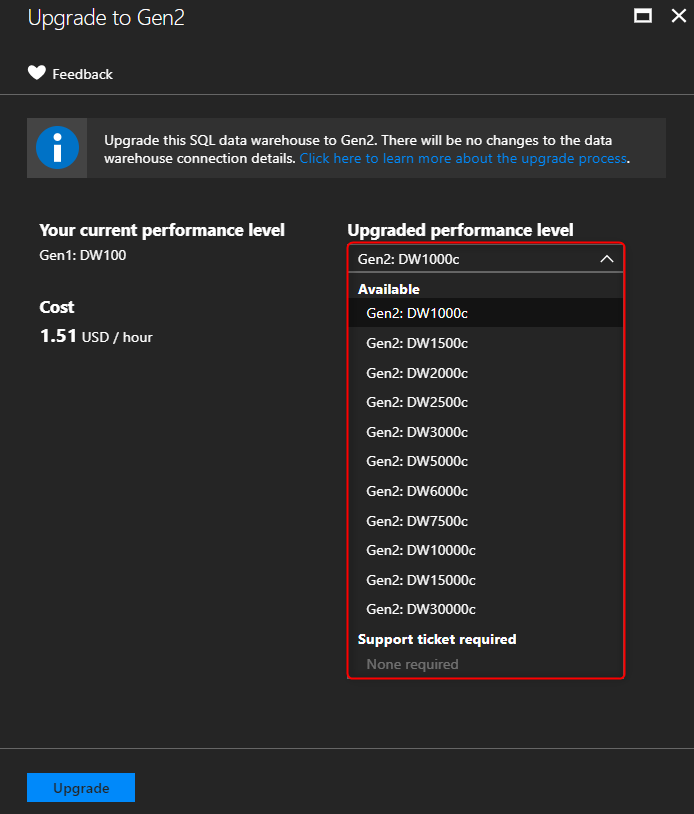 Upgrade to Gen2
Feedback
Upgrade this SQL data warehouse to Gen2. There will be no changes to the data
warehouse connection details. Click here to learn more about the upgrade process.
Your current performance level
Gen1: DW100
Cost
1.51 USD / hour
Upgraded performance level
Gen2: DW1000c
Available
Gen2: DW1000c
Gen2: DW1500c
Gen2: DW2000c
Gen2: DW2500c
Gen2: DW3000c
Gen2: DW5000c
Gen2: DW6000c
Gen2: DW7500c
Gen2: DW10000c
Gen2: DW15000c
Gen2: DW30000c
Support ticket required
None required
Upgrade